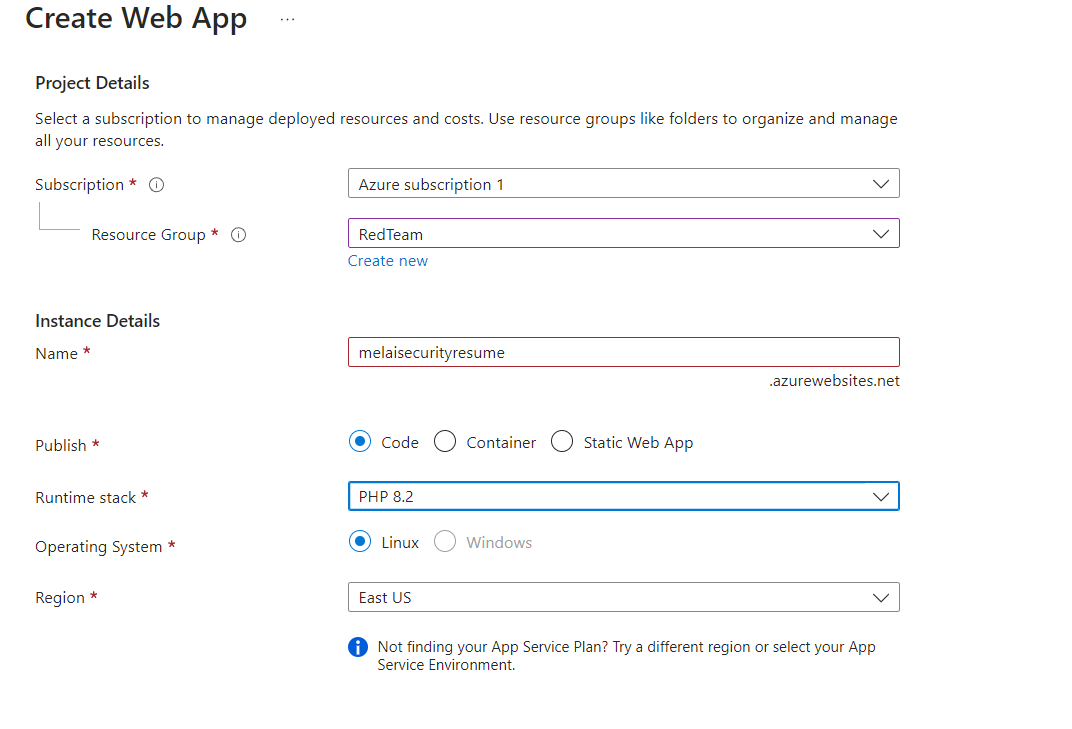 Create Web App ...
Project Details
Select a subscription to manage deployed resources and costs. Use resource groups like folders to organize and manage
all your resources.
Subscription *
Azure subscription 1
Resource Group *
RedTeam
Create new
Instance Details
Name *
melaisecurityresume
.azurewebsites.net
Publish *
Code Container Static Web App
Runtime stack *
PHP 8.2
Operating System *
Linux Windows
Region *
East US
Not finding your App Service Plan? Try a different region or select your App
Service Environment.